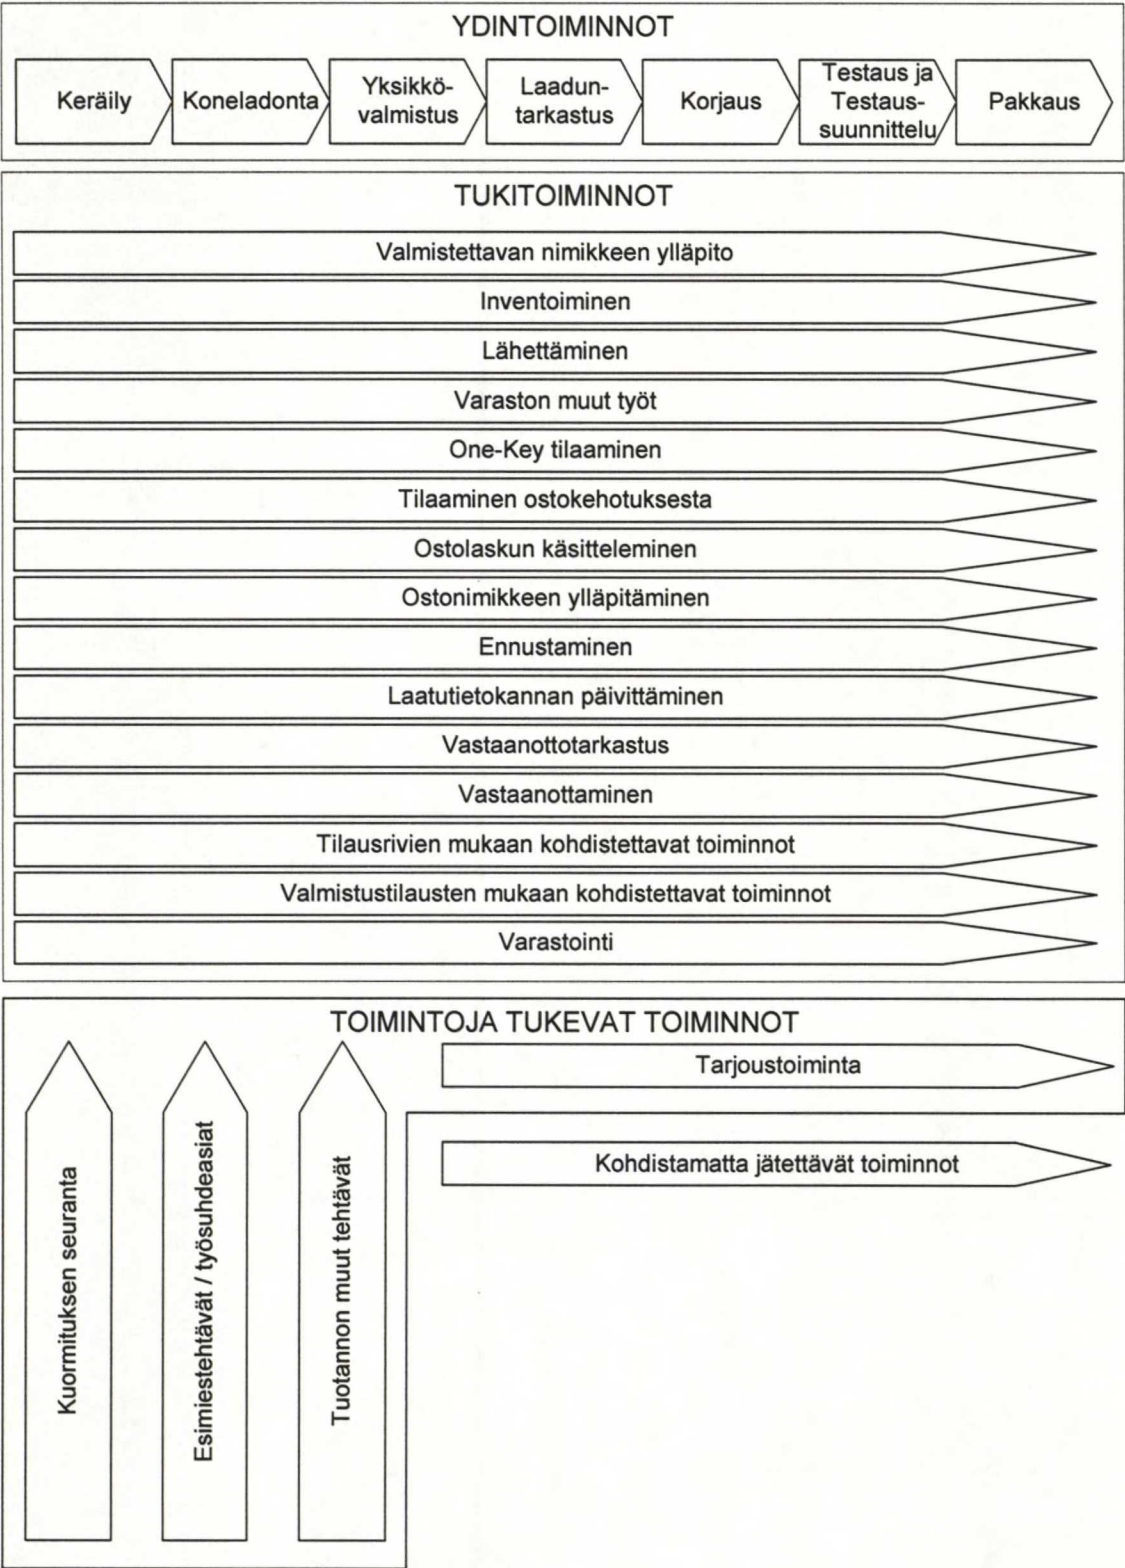 YDINTOIMINNOT
Keräily
Koneladonta
Yksikkö-
valmistus
Laadun-
tarkastus
Korjaus
Testaus ja
Testaus-
suunnittelu
Pakkaus
TUKITOIMINNOT
Valmistettavan nimikkeen ylläpito
Inventoiminen
Lähettäminen
Varaston muut työt
One-Key tilaaminen
Tilaaminen ostokehotuksesta
Ostolaskun käsitteleminen
Ostonimikkeen ylläpitäminen
Ennustaminen
Laatutietokannan päivittäminen
Vastaanottotarkastus
Vastaanottaminen
Tilausrivien mukaan kohdistettavat toiminnot
Valmistustilausten mukaan kohdistettavat toiminnot
Varastointi
TOIMINTOJA TUKEVAT TOIMINNOT
Kuormituksen seuranta
Esimiestehtävät / työsuhdeasiat
Tuotannon muut tehtävät
Tarjoustoiminta
Kohdistamatta jätettävät toiminnot